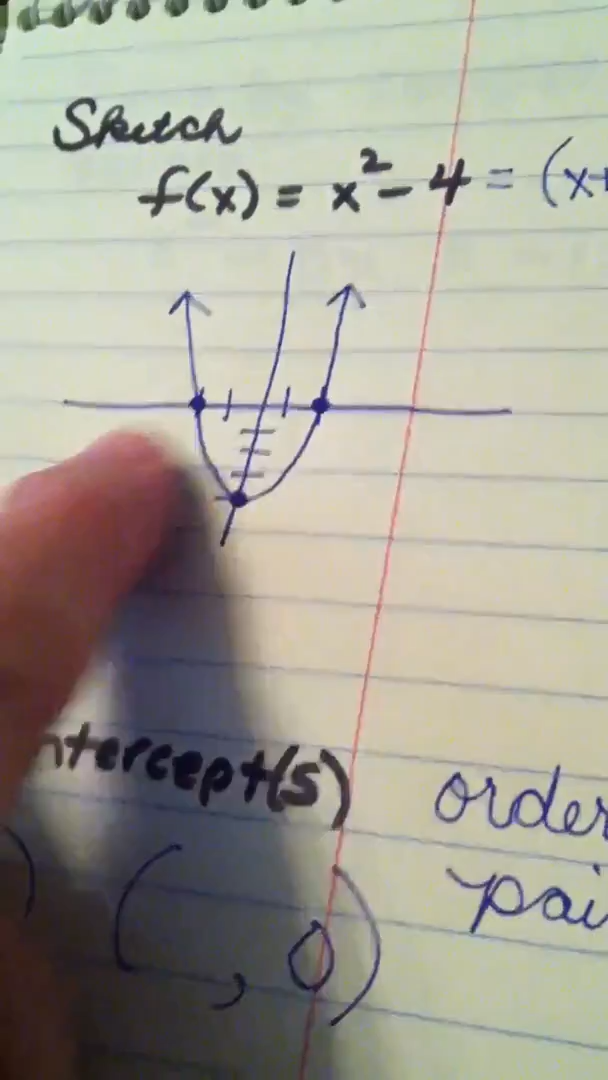 Sketch
f(x) = x² - 4 = (x+
ntercept(s)
order
pai
) ( , 0)